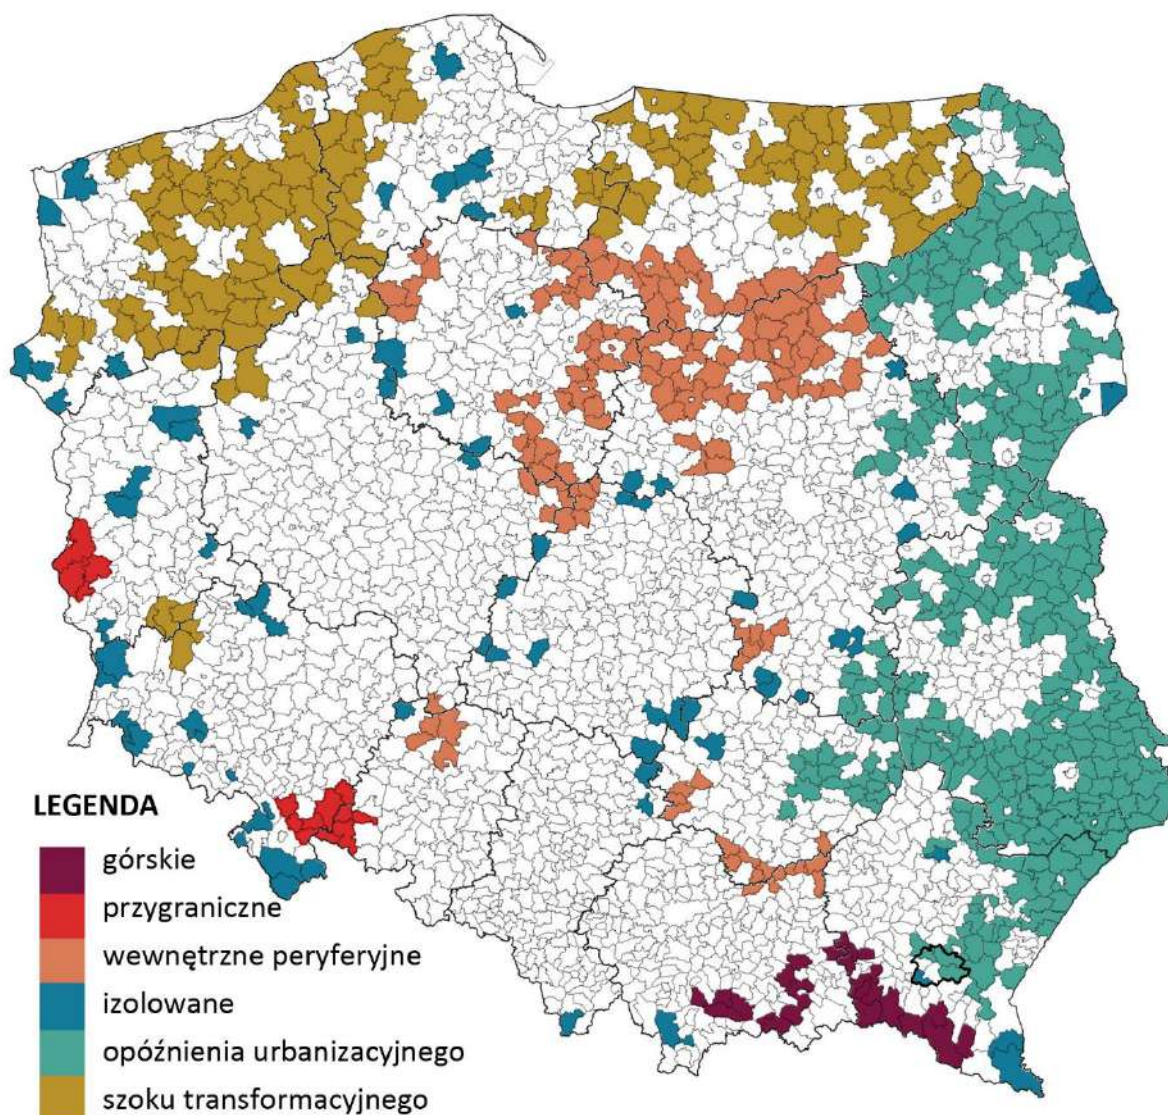 LEGENDA
górskie
przygraniczne
wewnętrzne peryferyjne
izolowane
opóźnienia urbanizacyjnego
szoku transformacyjnego